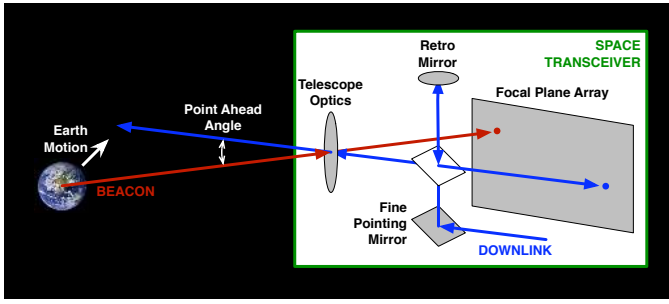 SPACE
TRANSCEIVER
Retro
Mirror
Telescope
Optics
Focal Plane Array
Point Ahead
Angle
Earth
Motion
BEACON
Fine
Pointing
Mirror
DOWNLINK